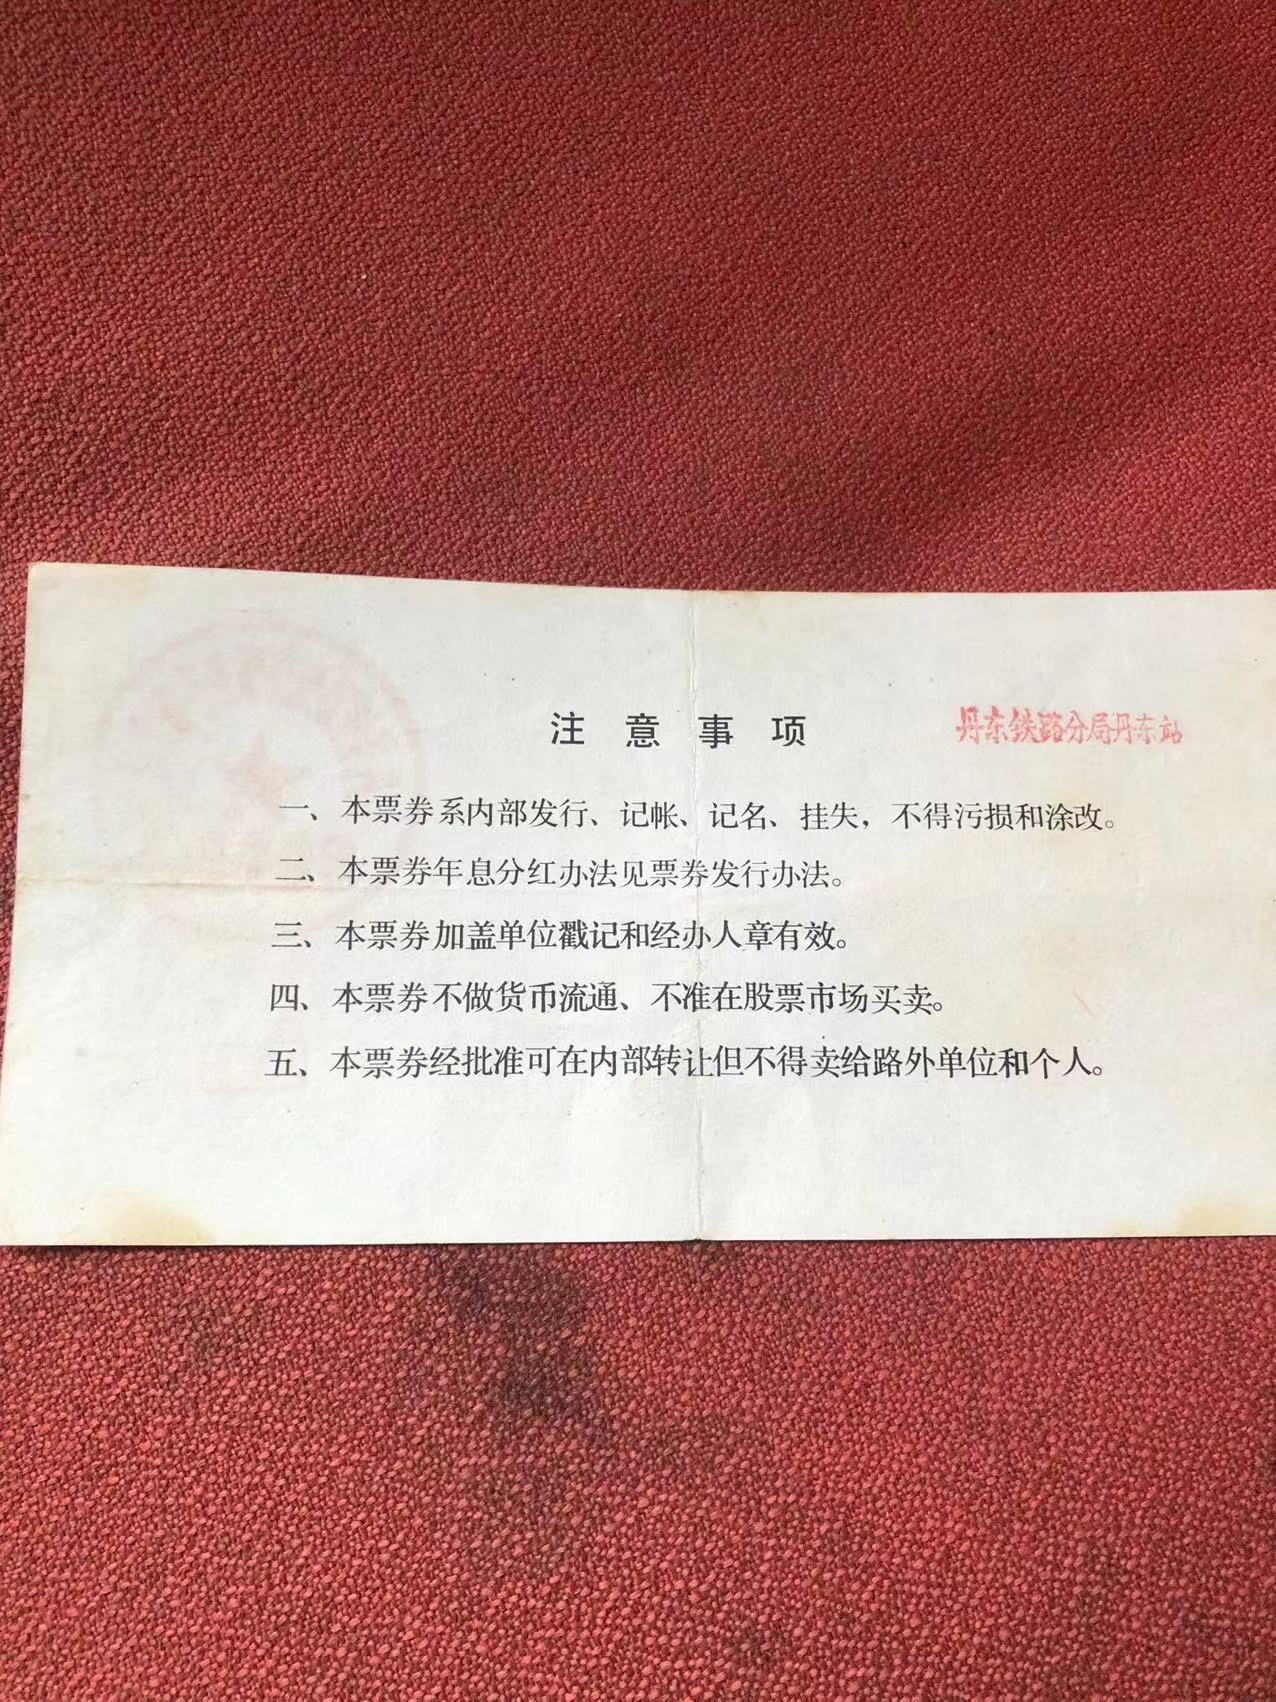 注意事项
丹东铁路分局丹东站
一、本票券系内部发行、记帐、记名、挂失，不得污损和涂改。
二、本票券年息分红办法见票券发行办法。
三、本票券加盖单位戳记和经办人章有效。
四、本票券不做货币流通、不准在股票市场买卖。
五、本票券经批准可在内部转让但不得卖给路外单位和个人。